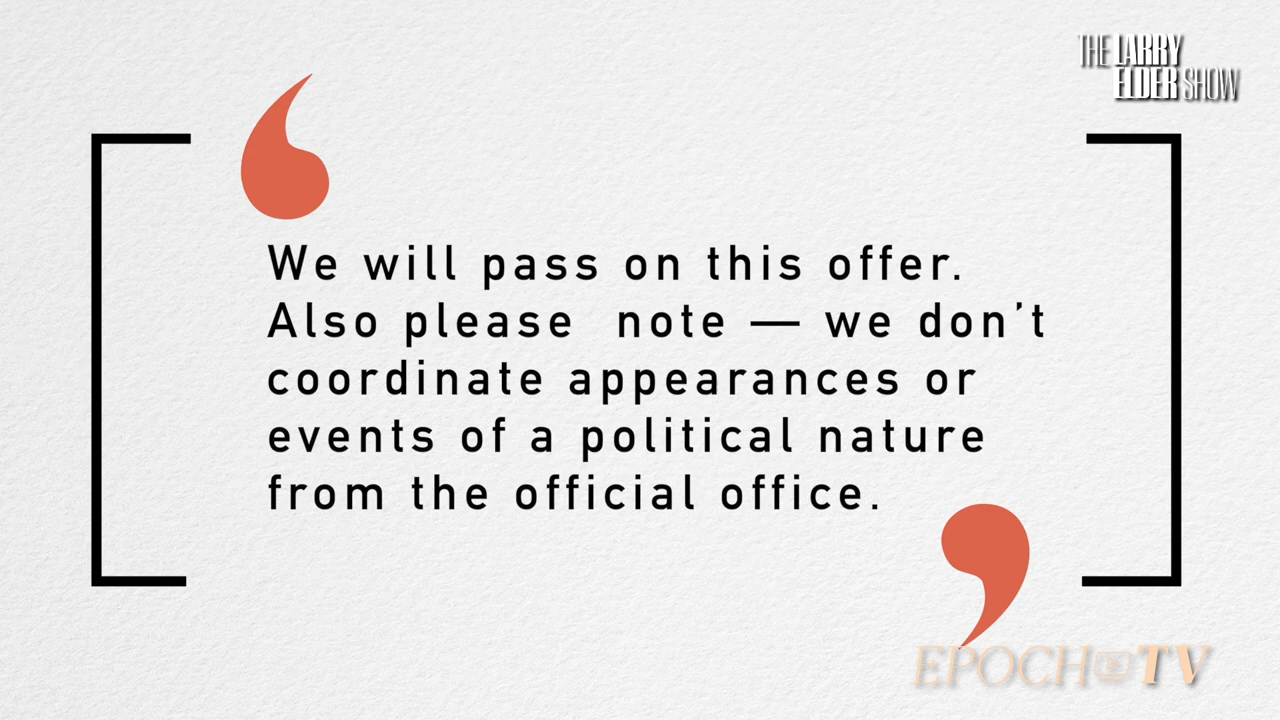 THE LARRY
ELDER SHOW
We will pass on this offer.
Also please  note — we don’t
coordinate appearances or
events of a political nature
from the official office.
EPOCH TV